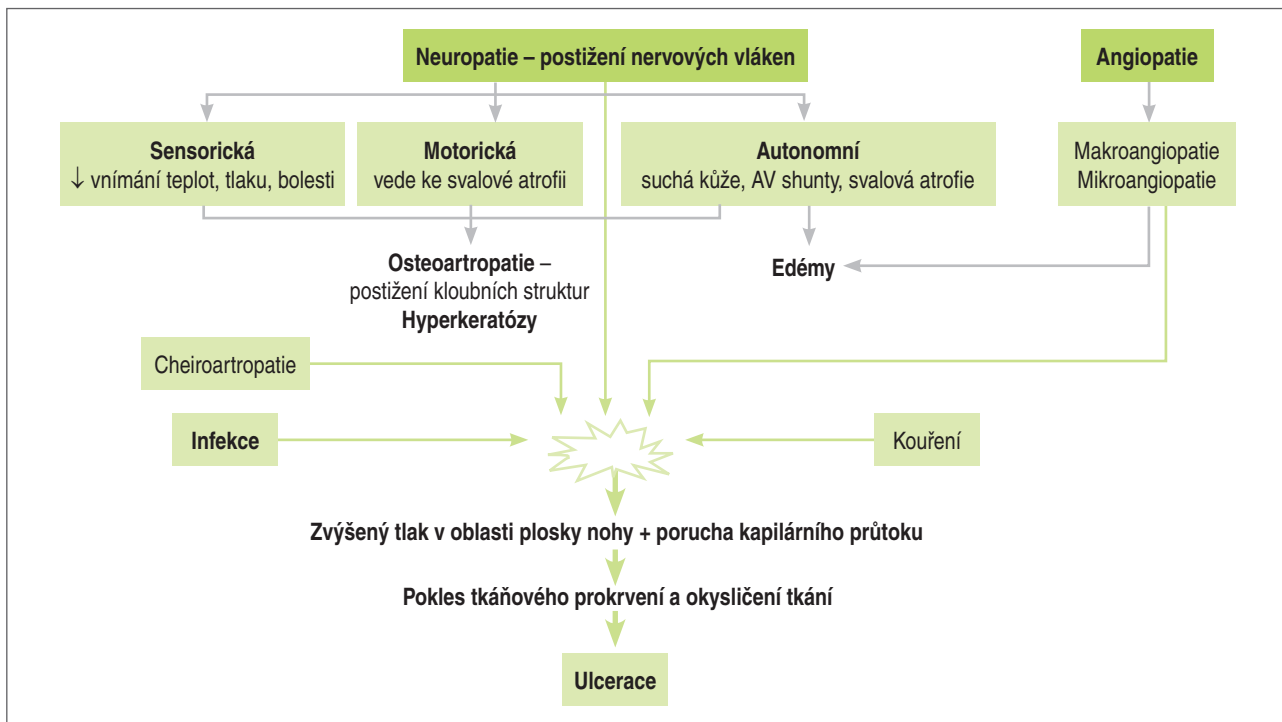 Neuropatie – postižení nervových vláken
Angiopatie
Sensorická
↓ vnímání teplot, tlaku, bolesti
Motorická
vede ke svalové atrofii
Autonomní
suchá kůže, AV shunty, svalová atrofie
Makroangiopatie
Mikroangiopatie
Osteoartropatie –
postižení kloubních struktur
Hyperkeratózy
Edémy
Cheiroartropatie
Infekce
Kouření
Zvýšený tlak v oblasti plosky nohy + porucha kapilárního průtoku
Pokles tkáňového prokrvení a okysličení tkání
Ulcerace